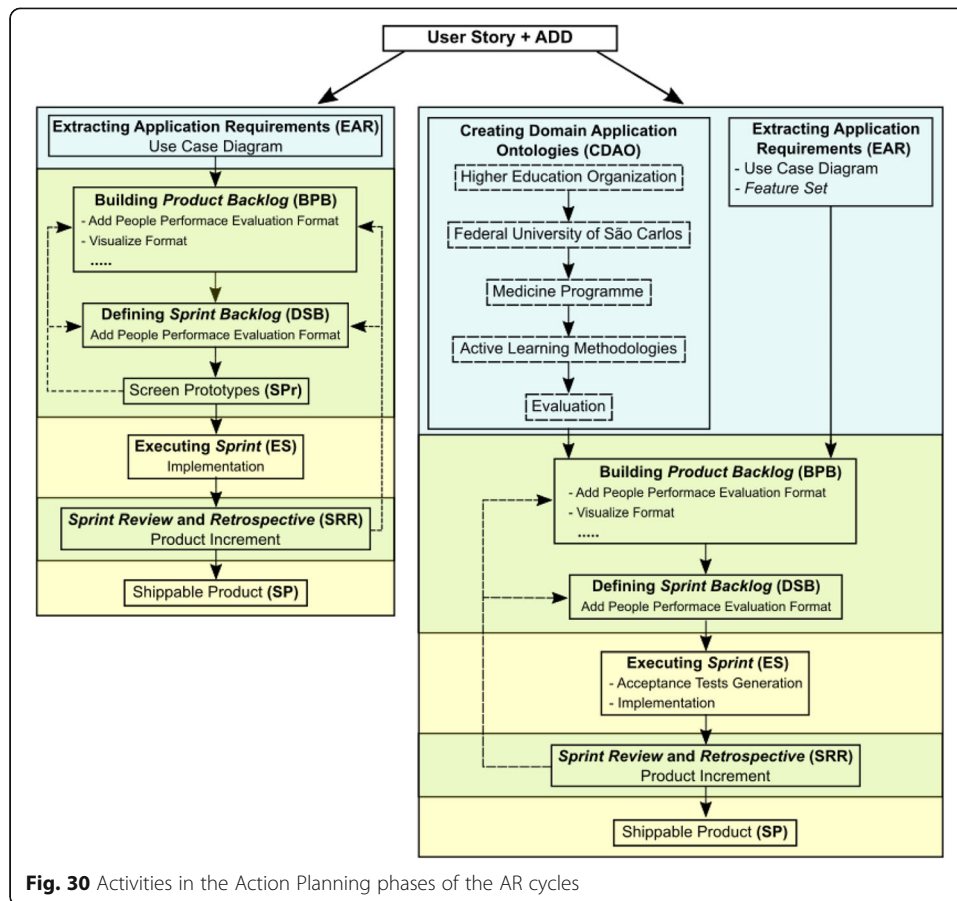 User Story + ADD
Extracting Application Requirements (EAR)
Use Case Diagram
Building Product Backlog (BPB)
- Add People Performace Evaluation Format
- Visualize Format
.....
Defining Sprint Backlog (DSB)
Add People Performace Evaluation Format
Screen Prototypes (SPr)
Executing Sprint (ES)
Implementation
Sprint Review and Retrospective (SRR)
Product Increment
Shippable Product (SP)
Creating Domain Application
Ontologies (CDAO)
Higher Education Organization
Federal University of São Carlos
Medicine Programme
Active Learning Methodologies
Evaluation
Extracting Application
Requirements (EAR)
- Use Case Diagram
- Feature Set
Building Product Backlog (BPB)
- Add People Performace Evaluation Format
- Visualize Format
.....
Defining Sprint Backlog (DSB)
Add People Performace Evaluation Format
Executing Sprint (ES)
- Acceptance Tests Generation
- Implementation
Sprint Review and Retrospective (SRR)
Product Increment
Shippable Product (SP)
Fig. 30 Activities in the Action Planning phases of the AR cycles